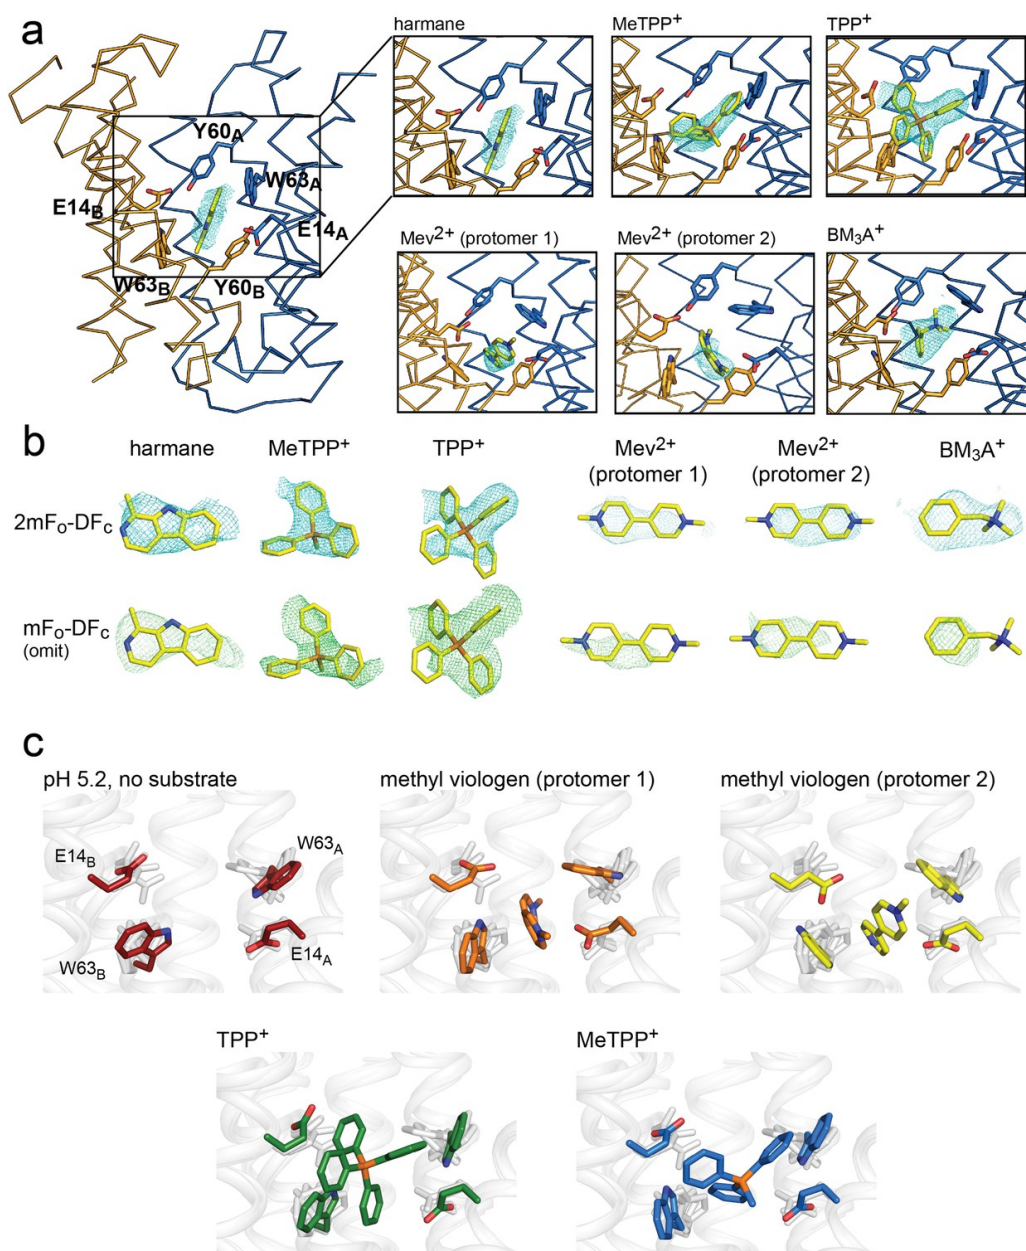 a
harmane
MeTPP⁺
TPP⁺
Y60A
W63A
E14B
E14A
W63B
Y60B
Mev²⁺ (protomer 1)
Mev²⁺ (protomer 2)
BM₃A⁺
b
harmane
MeTPP⁺
TPP⁺
Mev²⁺
(protomer 1)
Mev²⁺
(protomer 2)
BM₃A⁺
2mFo-DFc
mFo-DFc
(omit)
c
pH 5.2, no substrate
methyl viologen (protomer 1)
methyl viologen (protomer 2)
E14B
W63A
W63B
E14A
TPP⁺
MeTPP⁺